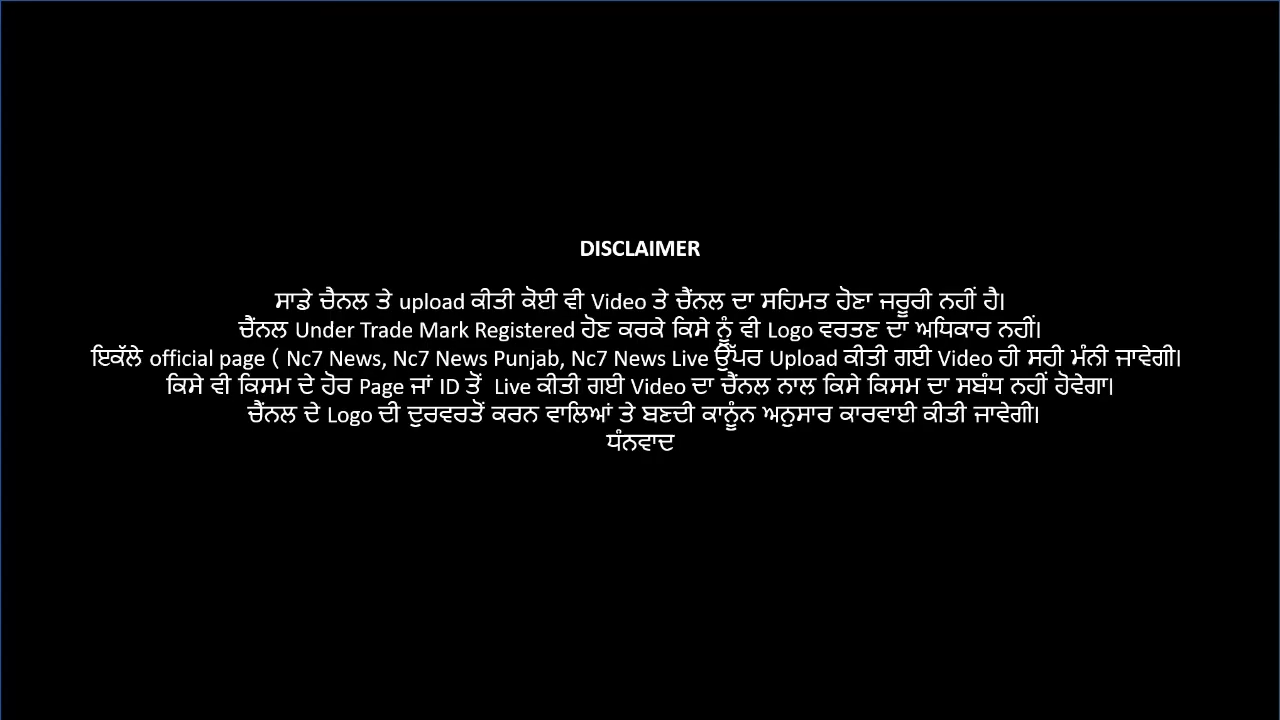 DISCLAIMER
ਸਾਡੇ ਚੈਨਲ ਤੇ upload ਕੀਤੀ ਕੋਈ ਵੀ Video ਤੇ ਚੈਂਨਲ ਦਾ ਸਹਿਮਤ ਹੋਣਾ ਜਰੂਰੀ ਨਹੀਂ ਹੈ।
ਚੈਂਨਲ Under Trade Mark Registered ਹੋਣ ਕਰਕੇ ਕਿਸੇ ਨੂੰ ਵੀ Logo ਵਰਤਣ ਦਾ ਅਧਿਕਾਰ ਨਹੀਂ।
ਇਕੱਲੇ official page ( Nc7 News, Nc7 News Punjab, Nc7 News Live ਉੱਪਰ Upload ਕੀਤੀ ਗਈ Video ਹੀ ਸਹੀ ਮੰਨੀ ਜਾਵੇਗੀ।
ਕਿਸੇ ਵੀ ਕਿਸਮ ਦੇ ਹੋਰ Page ਜਾਂ ID ਤੋਂ Live ਕੀਤੀ ਗਈ Video ਦਾ ਚੈਂਨਲ ਨਾਲ ਕਿਸੇ ਕਿਸਮ ਦਾ ਸਬੰਧ ਨਹੀਂ ਹੋਵੇਗਾ।
ਚੈਂਨਲ ਦੇ Logo ਦੀ ਦੁਰਵਰਤੋਂ ਕਰਨ ਵਾਲਿਆਂ ਤੇ ਬਣਦੀ ਕਾਨੂੰਨ ਅਨੁਸਾਰ ਕਾਰਵਾਈ ਕੀਤੀ ਜਾਵੇਗੀ।
ਧੰਨਵਾਦ